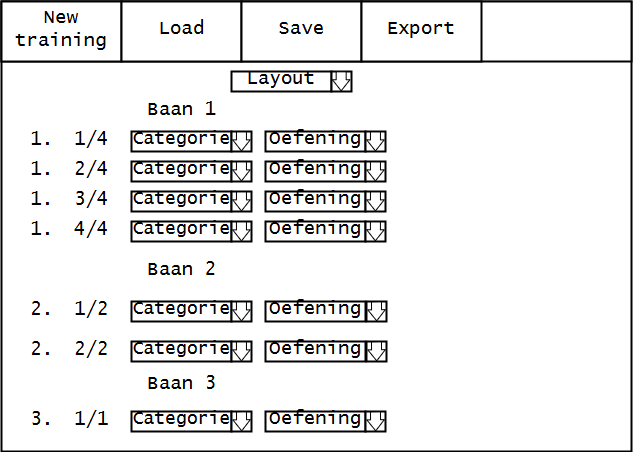 New training
Load
Save
Export
Layout
Baan 1
1. 1/4 Categorie Oefening
1. 2/4 Categorie Oefening
1. 3/4 Categorie Oefening
1. 4/4 Categorie Oefening
Baan 2
2. 1/2 Categorie Oefening
2. 2/2 Categorie Oefening
Baan 3
3. 1/1 Categorie Oefening